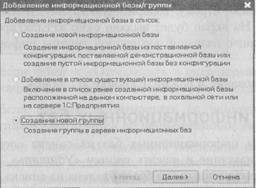 Добавление информационной базы/группы
Добавление информационной базы в список
Создание новой информационной базы
Создание информационной базы из поставляемой
конфигурации, поставляемой демонстрационной базы или
создание пустой информационной базы без конфигурации
Добавление в список существующей информационной базы
Включение в список ранее созданной информационной базы
расположенной на данном компьютере, в локальной сети или
на сервере 1С:Предприятия
Создание новой группы
Создание группы в дереве информационных баз
Далее >
Отмена